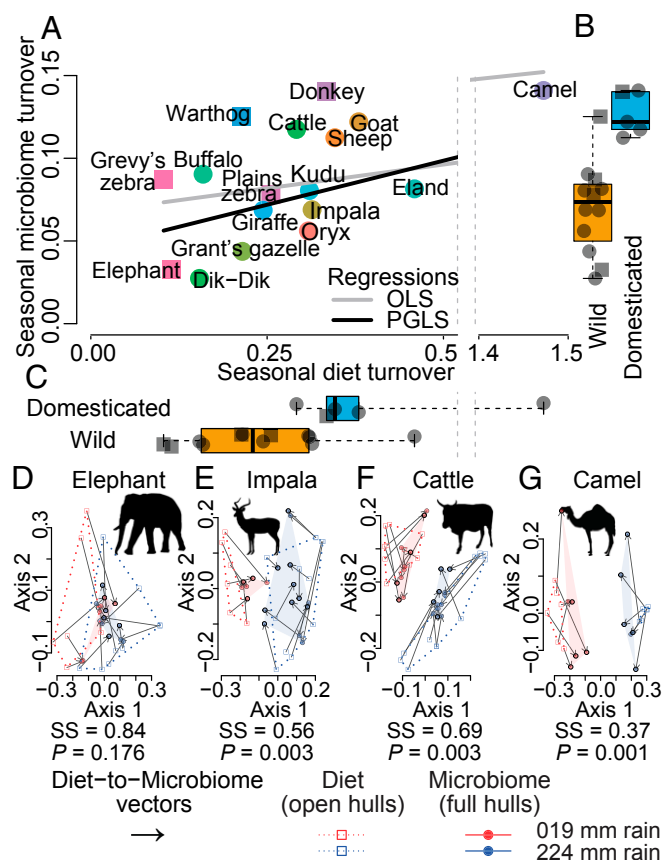 A
B
Seasonal microbiome turnover
0.15
0.10
0.05
0
Donkey
Camel
Warthog
Cattle
Goat
Sheep
Grevy's
zebra
Buffalo
Plains
zebra
Kudu
Eland
Giraffe
Impala
Oryx
Grant's gazelle
Elephant
Dik−Dik
Regressions
OLS
PGLS
0.00
0.25
0.5
1.4
1.5
Seasonal diet turnover
Wild
Domesticated
C
Domesticated
Wild
D
Elephant
Axis 2
0.3
0.1
−0.1
−0.3
0.0
0.3
Axis 1
SS = 0.84
P = 0.176
E
Impala
Axis 2
0.2
0.0
−0.2
−0.3
0.0
0.2
Axis 1
SS = 0.56
P = 0.003
F
Cattle
Axis 2
0.2
0.0
−0.2
−0.1
0.1
Axis 1
SS = 0.69
P = 0.003
G
Camel
Axis 2
0.3
0.0
−0.1
−0.3
0.0
0.3
Axis 1
SS = 0.37
P = 0.001
Diet−to−Microbiome
vectors
→
Diet
(open hulls)
Microbiome
(full hulls)
019 mm rain
224 mm rain